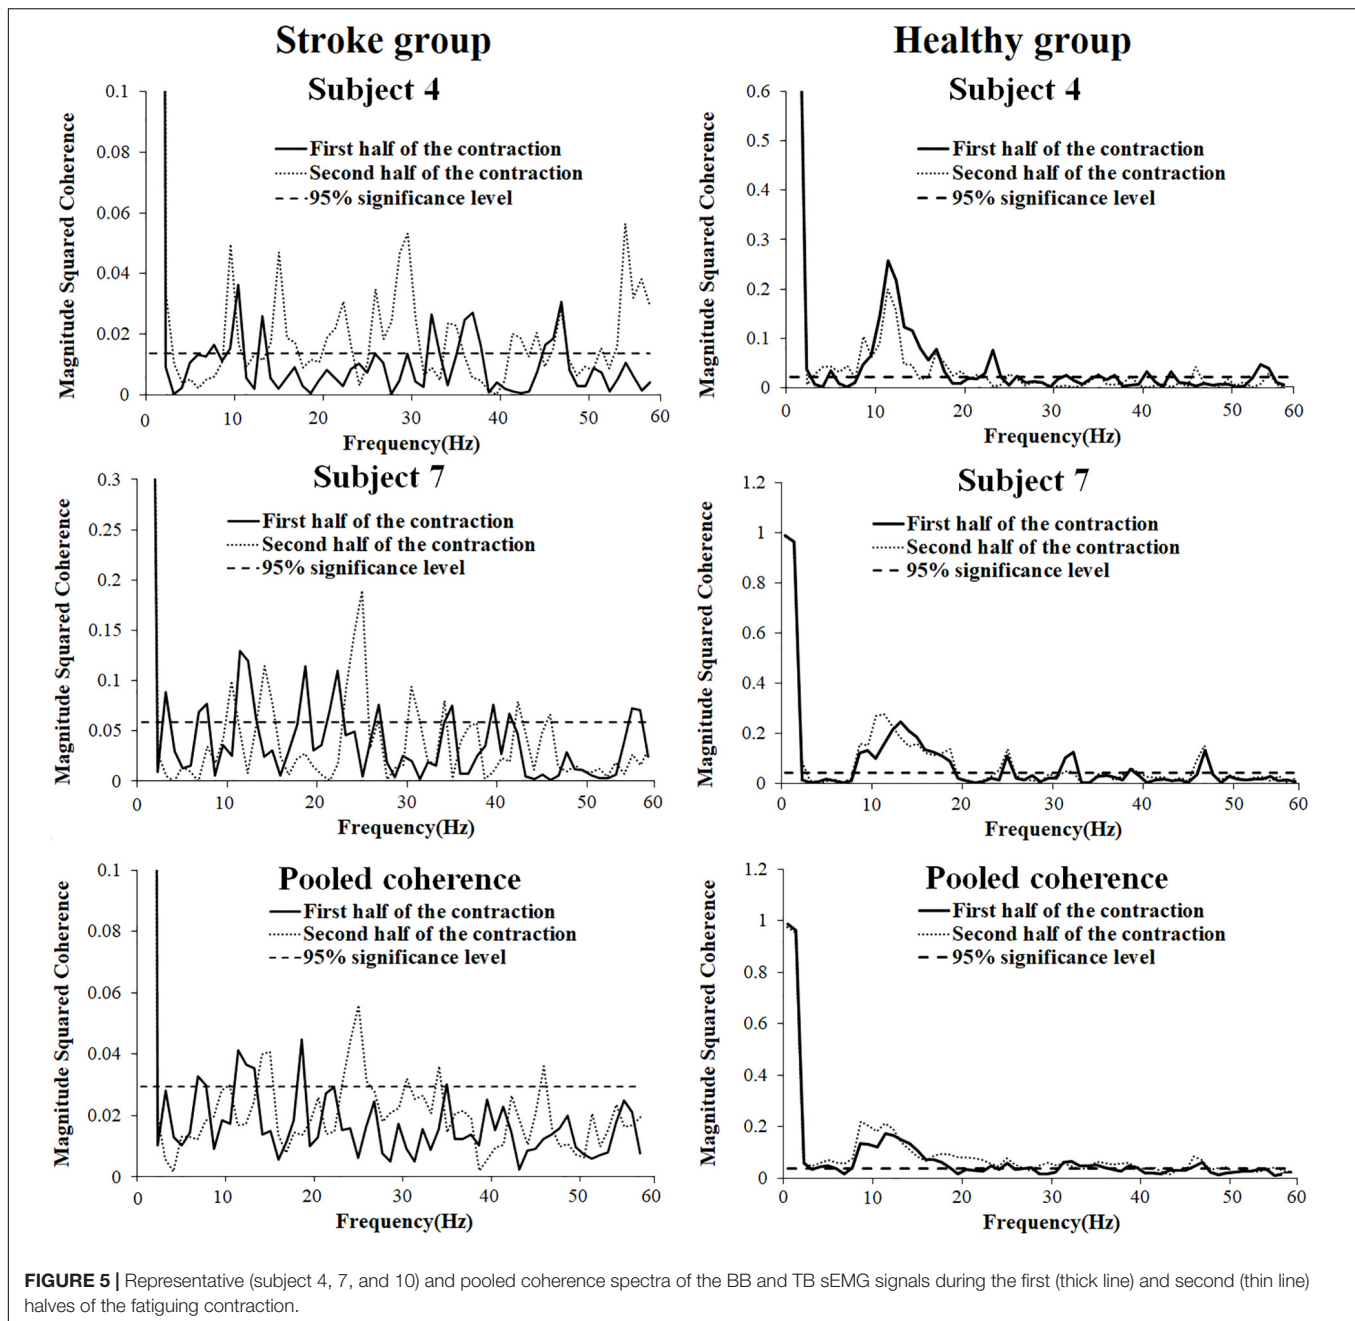 Stroke group
Healthy group
Subject 4
Magnitude Squared Coherence
0.1
0.08
0.06
0.04
0.02
0
First half of the contraction
Second half of the contraction
95% significance level
0 10 20 30 40 50 60
Frequency(Hz)
Subject 4
Magnitude Squared Coherence
0.6
0.5
0.4
0.3
0.2
0.1
0
First half of the contraction
Second half of the contraction
95% significance level
0 10 20 30 40 50 60
Frequency(Hz)
Subject 7
Magnitude Squared Coherence
0.3
0.25
0.2
0.15
0.1
0.05
0
First half of the contraction
Second half of the contraction
95% significance level
0 10 20 30 40 50 60
Frequency(Hz)
Subject 7
Magnitude Squared Coherence
1.2
1
0.8
0.6
0.4
0.2
0
First half of the contraction
Second half of the contraction
95% significance level
0 10 20 30 40 50 60
Frequency(Hz)
Pooled coherence
Magnitude Squared Coherence
0.1
0.08
0.06
0.04
0.02
0
First half of the contraction
Second half of the contraction
95% significance level
0 10 20 30 40 50 60
Frequency(Hz)
Pooled coherence
Magnitude Squared Coherence
1.2
1
0.8
0.6
0.4
0.2
0
First half of the contraction
Second half of the contraction
95% significance level
0 10 20 30 40 50 60
Frequency(Hz)
FIGURE 5 | Representative (subject 4, 7, and 10) and pooled coherence spectra of the BB and TB sEMG signals during the first (thick line) and second (thin line)
halves of the fatiguing contraction.